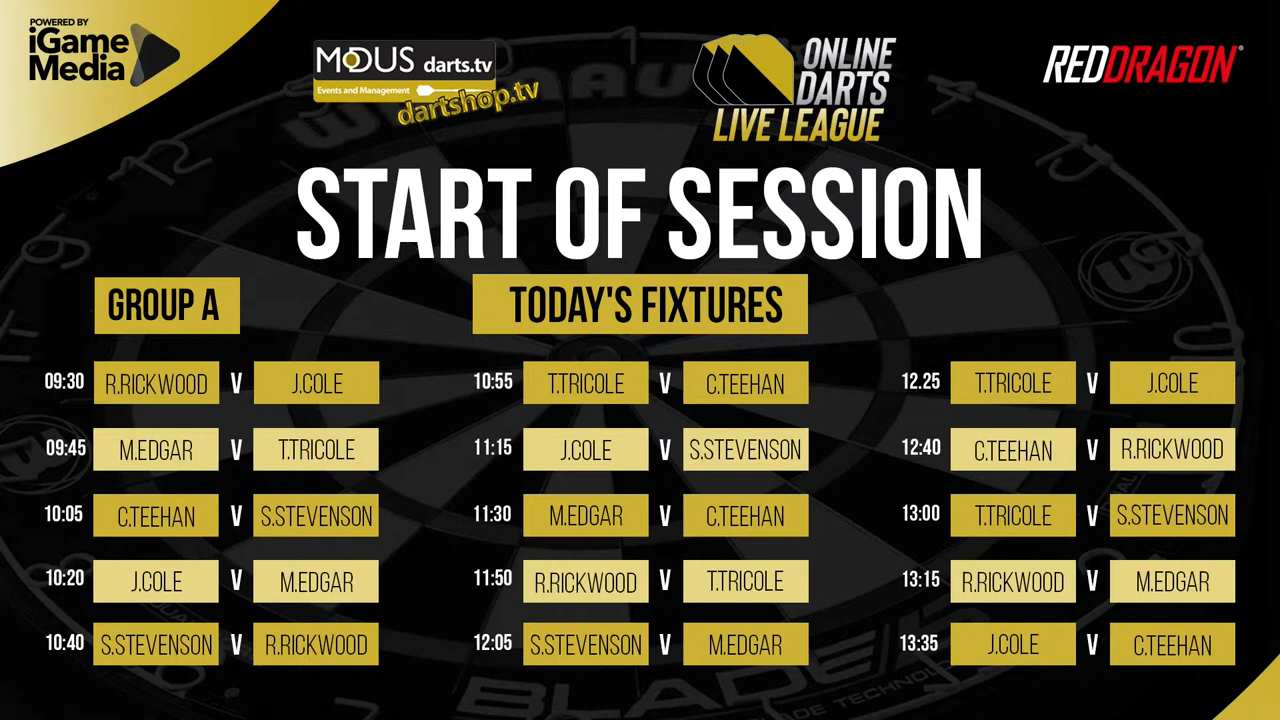 POWERED BY
iGame
Media
MODUS darts.tv
Events and Management
dartshop.tv
ONLINE
DARTS
LIVE LEAGUE
REDDRAGON®
START OF SESSION
GROUP A
TODAY'S FIXTURES
09:30 R.RICKWOOD V J.COLE
09:45 M.EDGAR V T.TRICOLE
10:05 C.TEEHAN V S.STEVENSON
10:20 J.COLE V M.EDGAR
10:40 S.STEVENSON V R.RICKWOOD
10:55 T.TRICOLE V C.TEEHAN
11:15 J.COLE V S.STEVENSON
11:30 M.EDGAR V C.TEEHAN
11:50 R.RICKWOOD V T.TRICOLE
12:05 S.STEVENSON V M.EDGAR
12.25 T.TRICOLE V J.COLE
12:40 C.TEEHAN V R.RICKWOOD
13:00 T.TRICOLE V S.STEVENSON
13:15 R.RICKWOOD V M.EDGAR
13:35 J.COLE V C.TEEHAN
BLADE